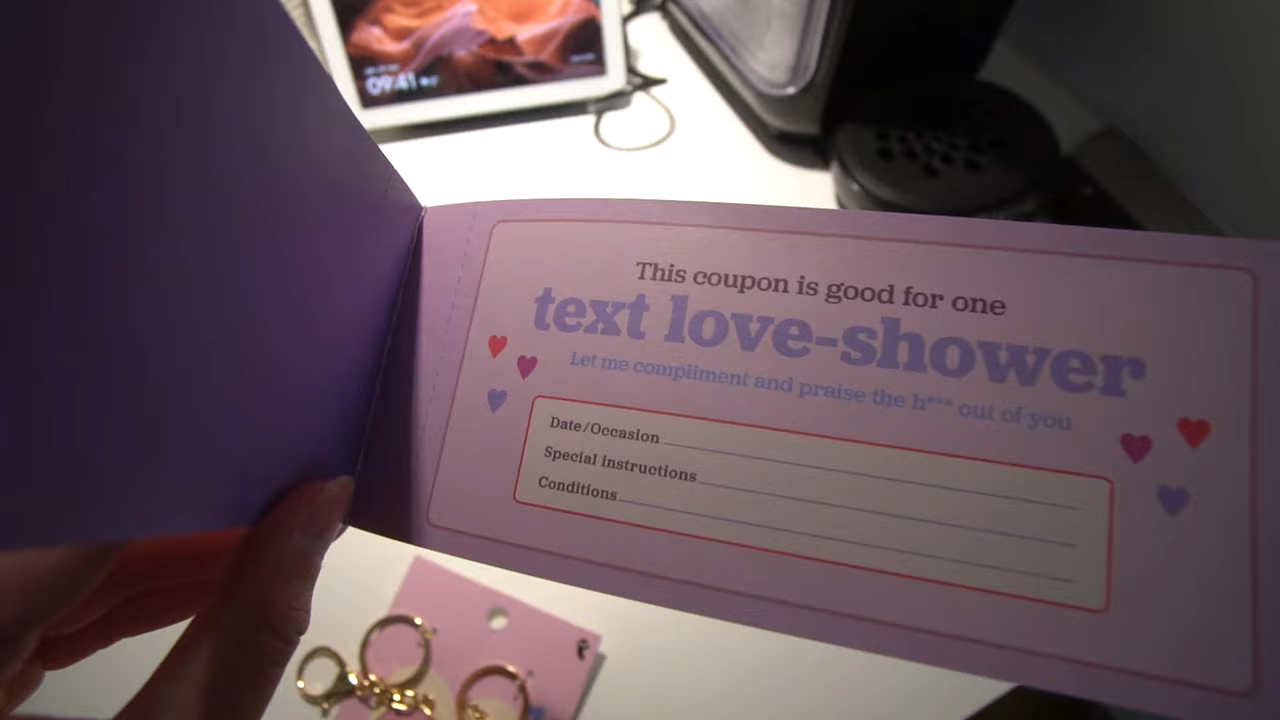 09:41
This coupon is good for one
text love-shower
Let me compliment and praise the h*** out of you
Date/Occasion
Special instructions
Conditions